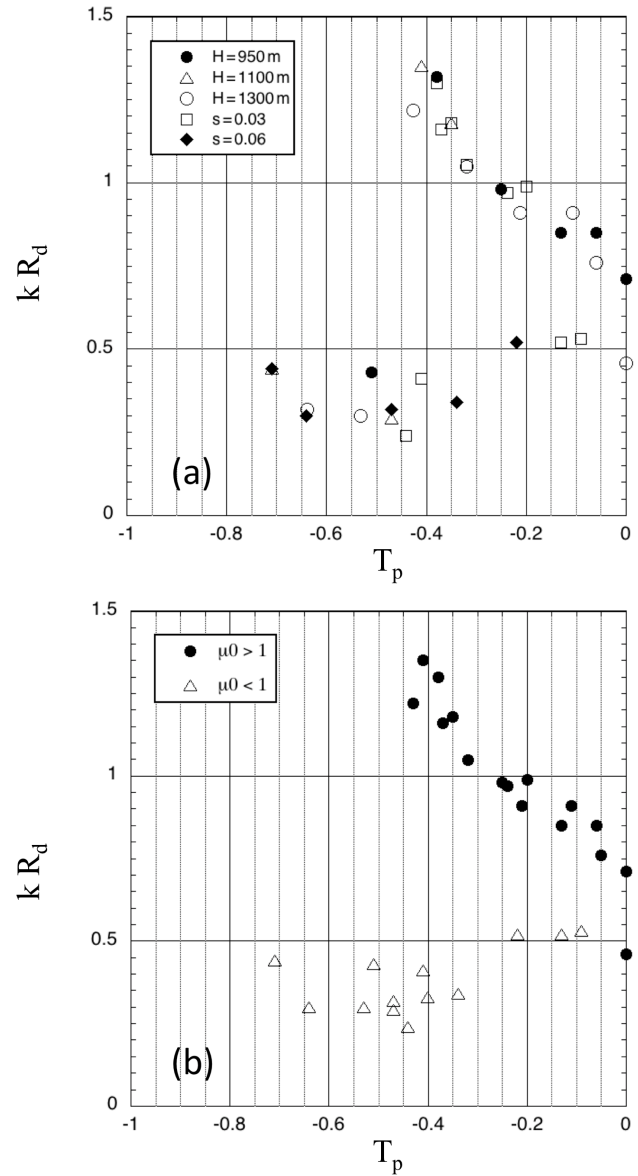 1.5
H=950 m
H=1100 m
H=1300 m
s=0.03
s=0.06
1
k R_d
0.5
(a)
0
-1
-0.8
-0.6
-0.4
-0.2
0
T_p
1.5
μ0 > 1
μ0 < 1
1
k R_d
0.5
(b)
0
-1
-0.8
-0.6
-0.4
-0.2
0
T_p